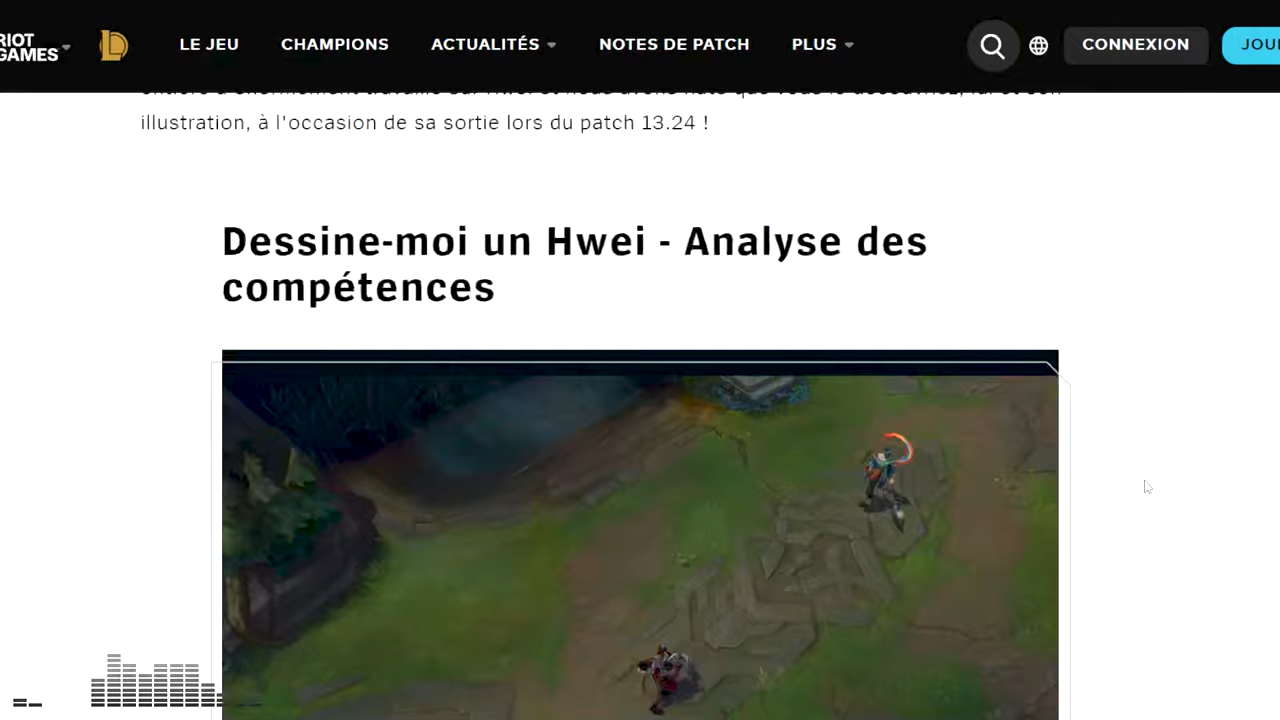 RIOT
GAMES
LE JEU
CHAMPIONS
ACTUALITÉS
NOTES DE PATCH
PLUS
CONNEXION
JOUE
illustration, à l'occasion de sa sortie lors du patch 13.24 !
Dessine-moi un Hwei - Analyse des
compétences